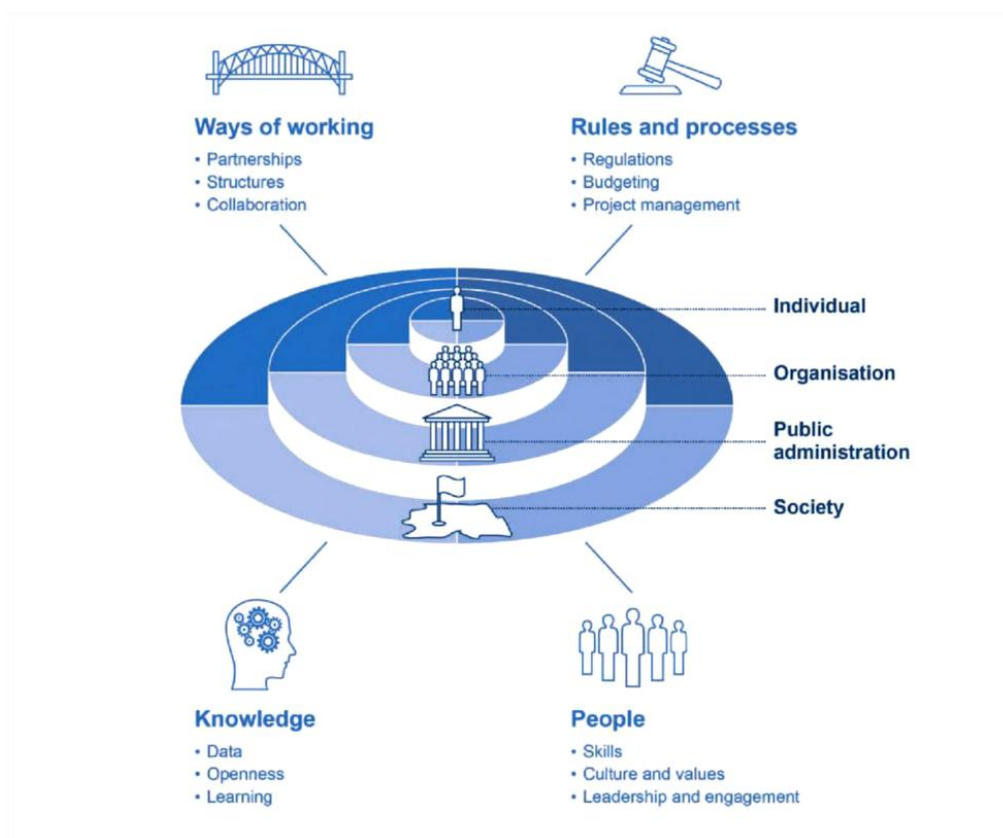 Ways of working
• Partnerships
• Structures
• Collaboration
Rules and processes
• Regulations
• Budgeting
• Project management
Individual
Organisation
Public
administration
Society
Knowledge
• Data
• Openness
• Learning
People
• Skills
• Culture and values
• Leadership and engagement